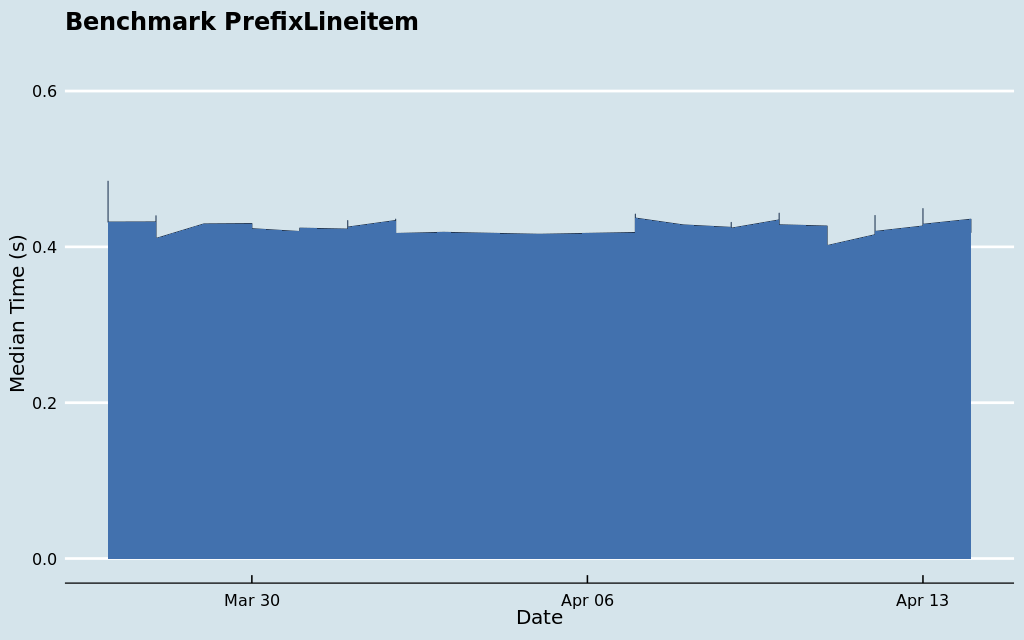 Benchmark PrefixLineitem
0.6
0.4
0.2
0.0
Median Time (s)
Mar 30
Apr 06
Apr 13
Date